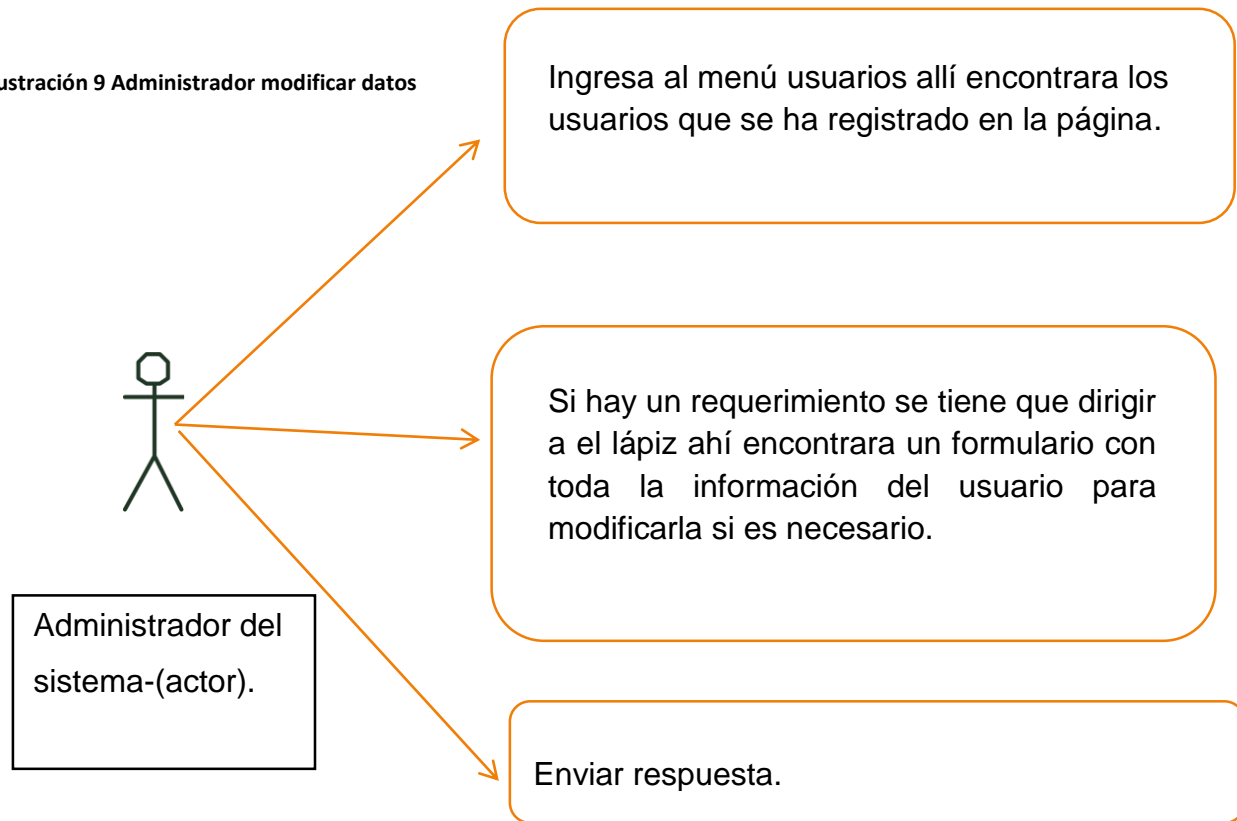 ustración 9 Administrador modificar datos
Ingresa al menú usuarios allí encontrara los
usuarios que se ha registrado en la página.
Si hay un requerimiento se tiene que dirigir
a el lápiz ahí encontrara un formulario con
toda la información del usuario para
modificarla si es necesario.
Administrador del
sistema-(actor).
Enviar respuesta.